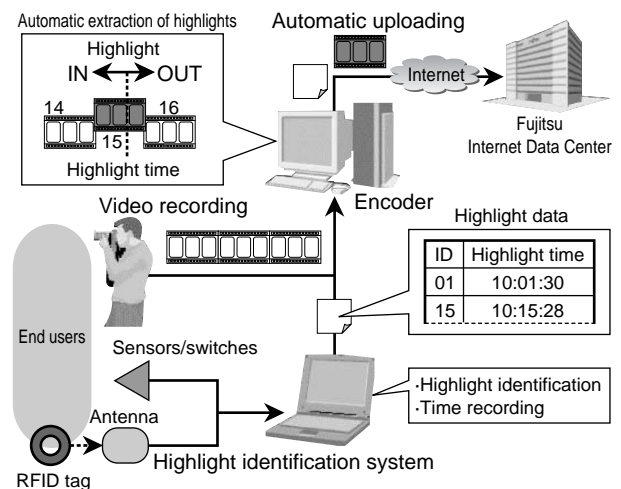 Automatic extraction of highlights
Highlight
IN OUT
14 16
15
Highlight time
Automatic uploading
Internet
Fujitsu
Internet Data Center
Encoder
Video recording
Highlight data
ID Highlight time
01 10:01:30
15 10:15:28
End users
Sensors/switches
Antenna
RFID tag
Highlight identification system
·Highlight identification
·Time recording